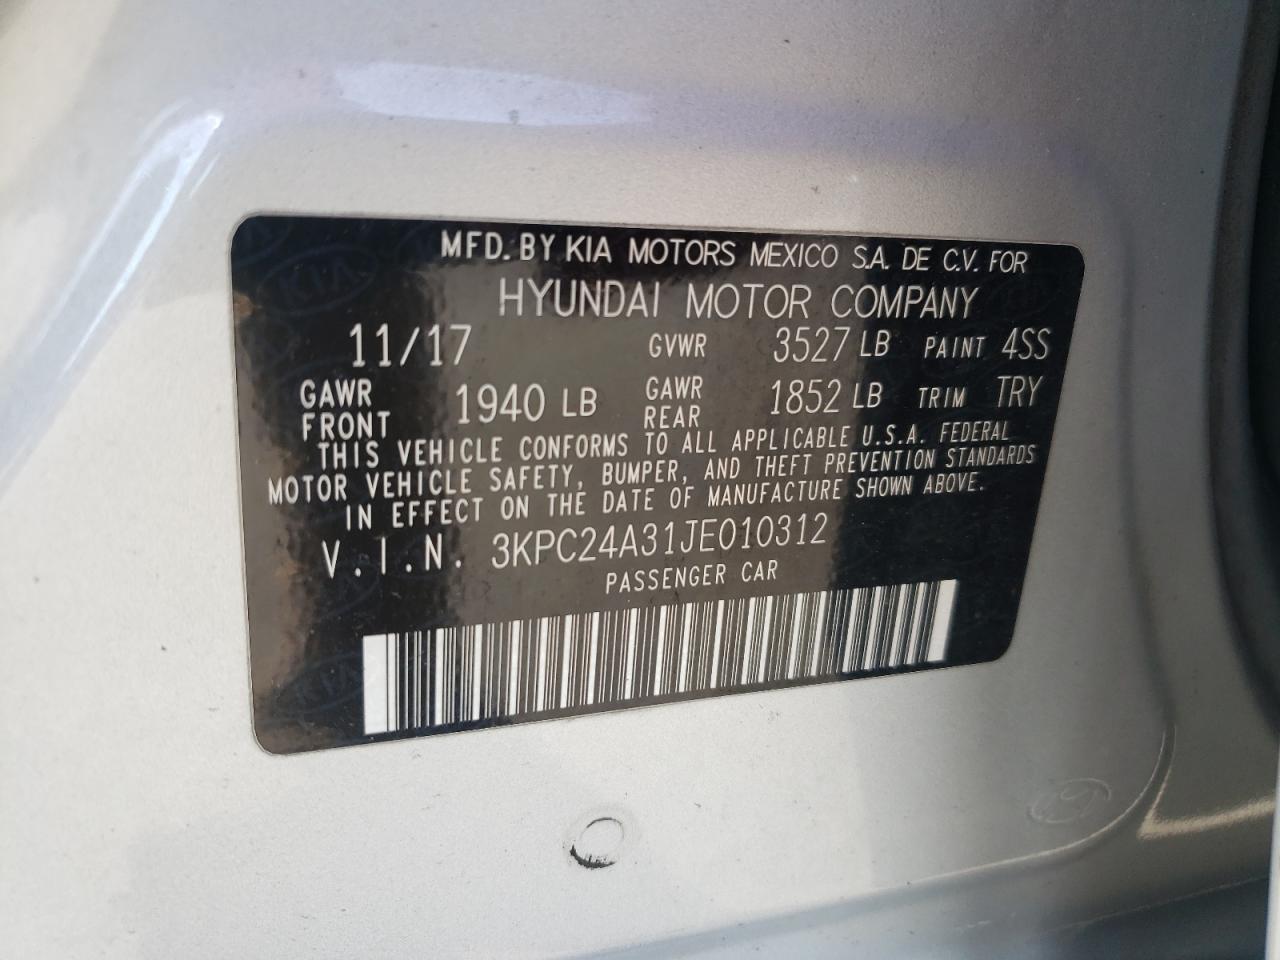 MFD. BY KIA MOTORS MEXICO S.A. DE C.V. FOR
HYUNDAI MOTOR COMPANY
11/17 GVWR 3527 LB PAINT 4SS
GAWR FRONT 1940 LB GAWR REAR 1852 LB TRIM TRY
THIS VEHICLE CONFORMS TO ALL APPLICABLE U.S.A. FEDERAL
MOTOR VEHICLE SAFETY, BUMPER, AND THEFT PREVENTION STANDARDS
IN EFFECT ON THE DATE OF MANUFACTURE SHOWN ABOVE.
V.I.N. 3KPC24A31JE010312
PASSENGER CAR
KIA
KIA